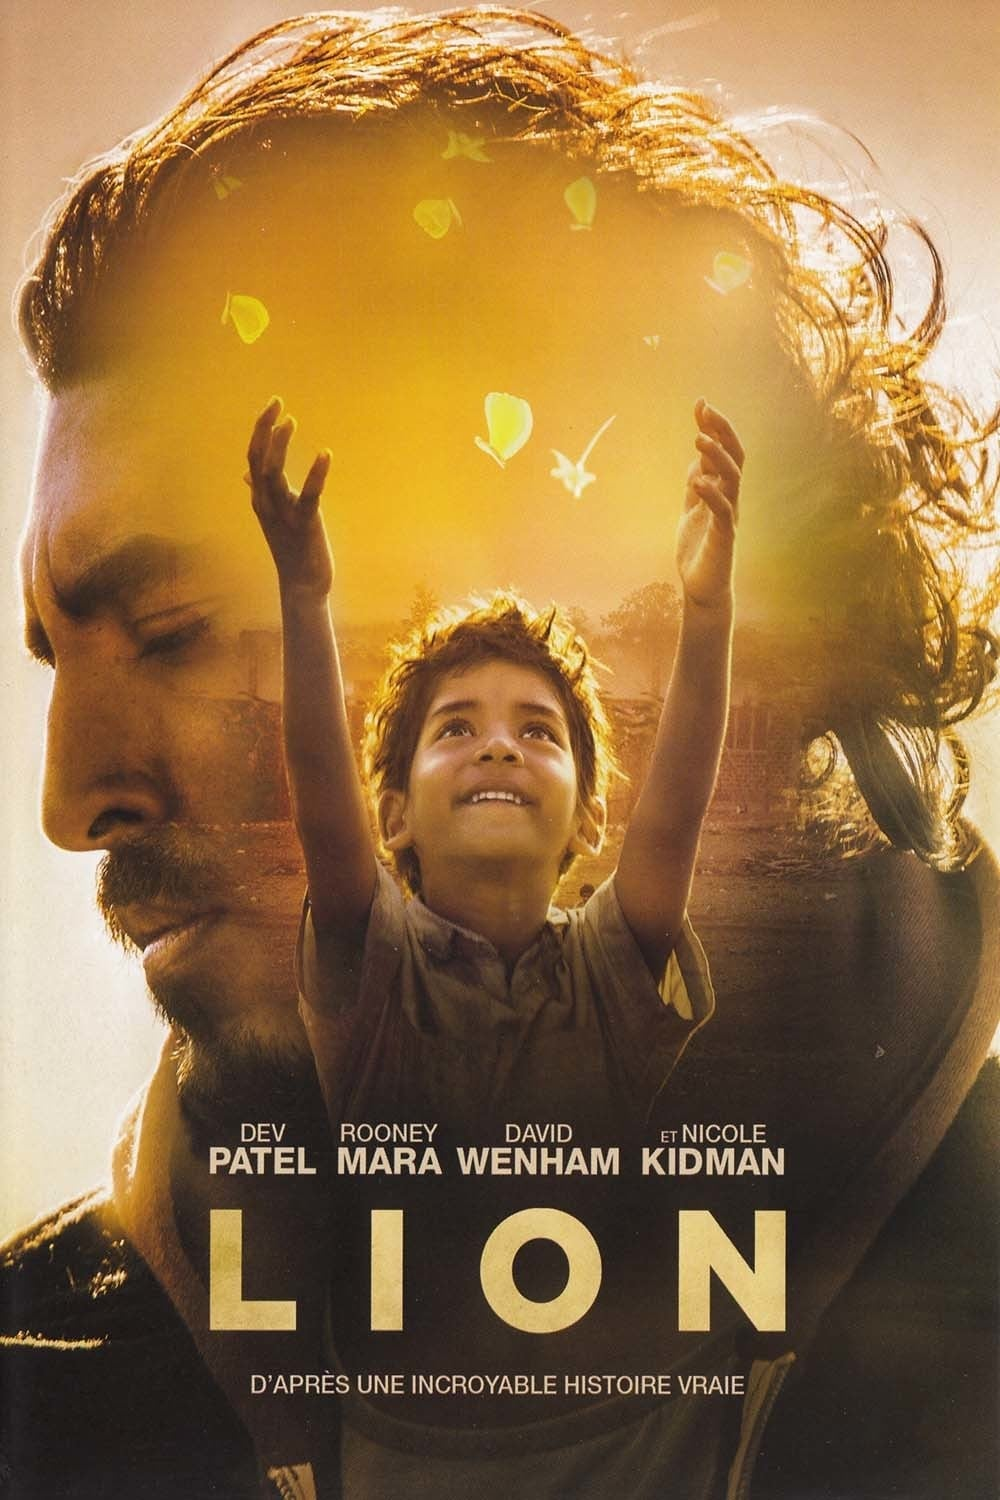 DEV ROONEY DAVID ET NICOLE
PATEL MARA WENHAM KIDMAN
LION
D'APRÈS UNE INCROYABLE HISTOIRE VRAIE